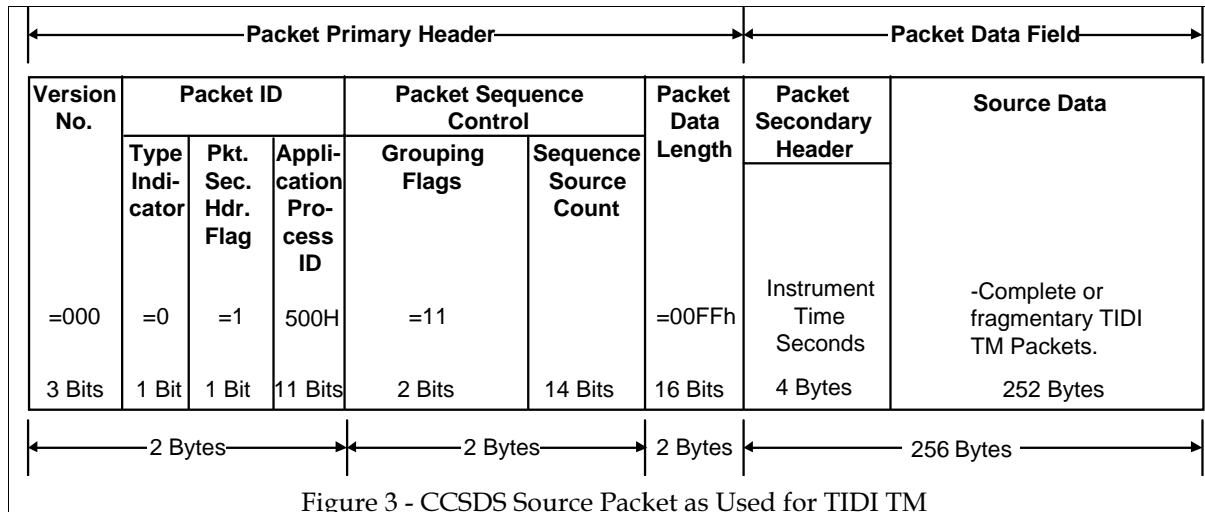 Packet Primary Header
Packet Data Field
Version No.
Packet ID
Packet Sequence Control
Packet Data Length
Packet Secondary Header
Source Data
Type Indi- cator
Pkt. Sec. Hdr. Flag
Appli- cation Pro- cess ID
Grouping Flags
Sequence Source Count
=000
=0
=1
500H
=11
=00FFh
Instrument Time Seconds
-Complete or fragmentary TIDI TM Packets.
3 Bits
1 Bit
1 Bit
11 Bits
2 Bits
14 Bits
16 Bits
4 Bytes
252 Bytes
2 Bytes
2 Bytes
2 Bytes
256 Bytes
Figure 3 - CCSDS Source Packet as Used for TIDI TM